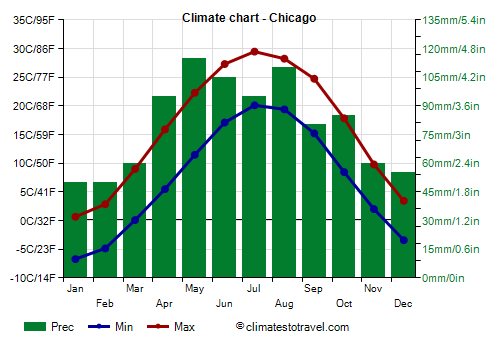 Climate chart - Chicago
35C/95F
30C/86F
25C/77F
20C/68F
15C/59F
10C/50F
5C/41F
0C/32F
-5C/23F
-10C/14F
135mm/5.4in
120mm/4.8in
105mm/4.2in
90mm/3.6in
75mm/3in
60mm/2.4in
45mm/1.8in
30mm/1.2in
15mm/0.6in
0mm/0in
Jan Mar May Jul Sep Nov
Feb Apr Jun Aug Oct Dec
Prec Min Max ©climatestotravel.com/